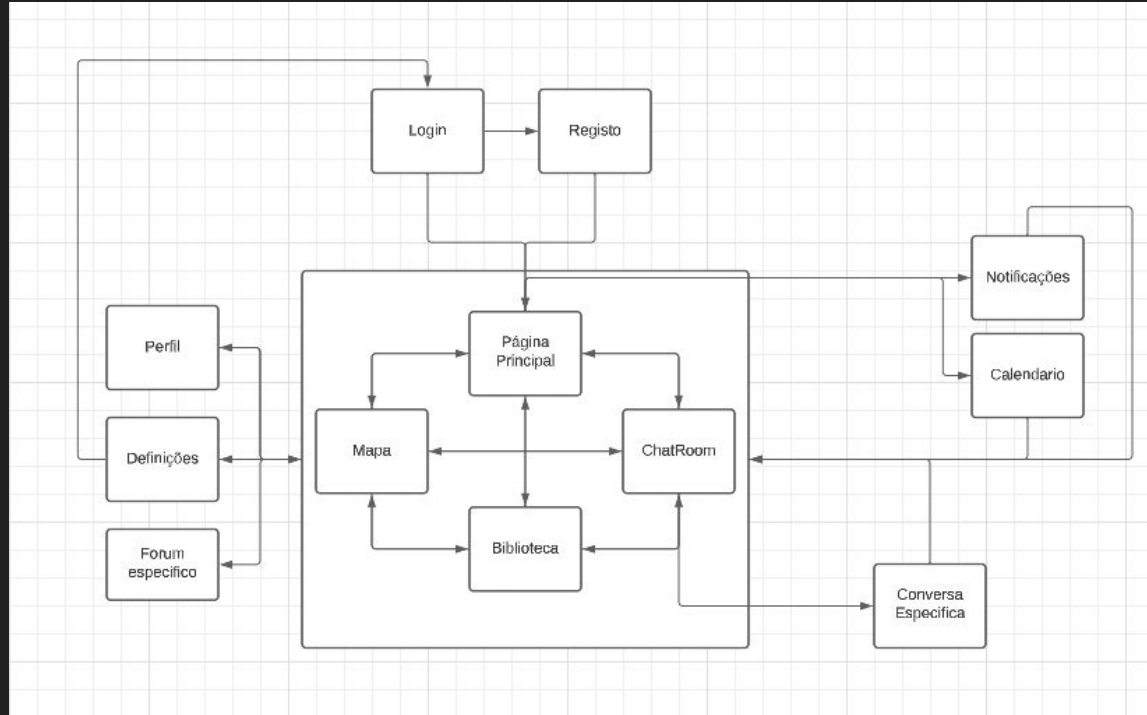 Login
Registo
Notificações
Perfil
Página
Principal
Calendario
Definições
Mapa
ChatRoom
Biblioteca
Forum
especifico
Conversa
Especifica